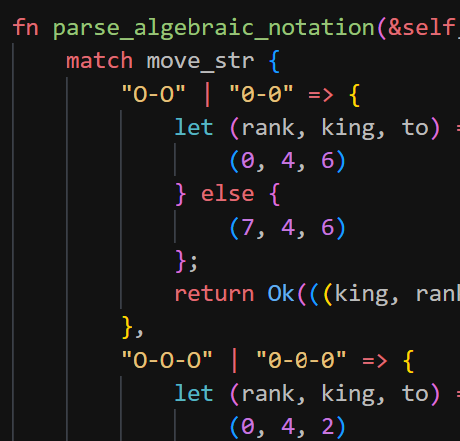 fn parse_algebraic_notation(&self,
match move_str {
"O-O" | "0-0" => {
let (rank, king, to) =
(0, 4, 6)
} else {
(7, 4, 6)
};
return Ok(((king, rank
},
"O-O-O" | "0-0-0" => {
let (rank, king, to) =
(0, 4, 2)